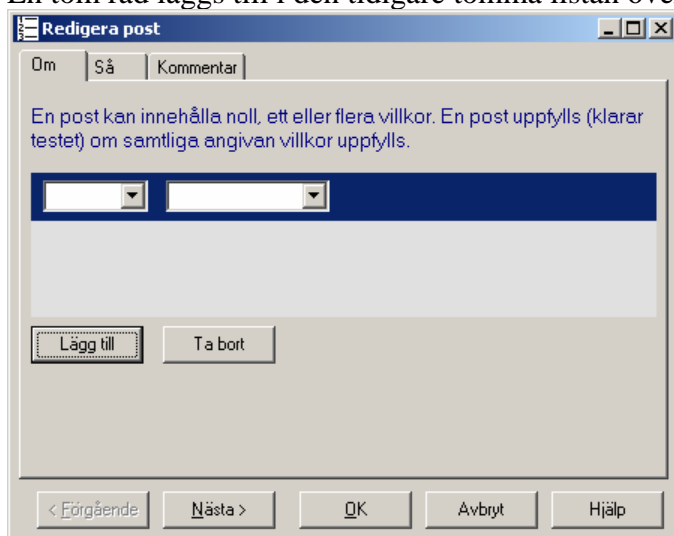 En tom rad läggs till i den tidigare tomma listan öve
Redigera post
Om Så Kommentar
En post kan innehålla noll, ett eller flera villkor. En post uppfylls (klarar
testet) om samtliga angivan villkor uppfylls.
Lägg till Ta bort
< Förgående Nästa > OK Avbryt Hjälp